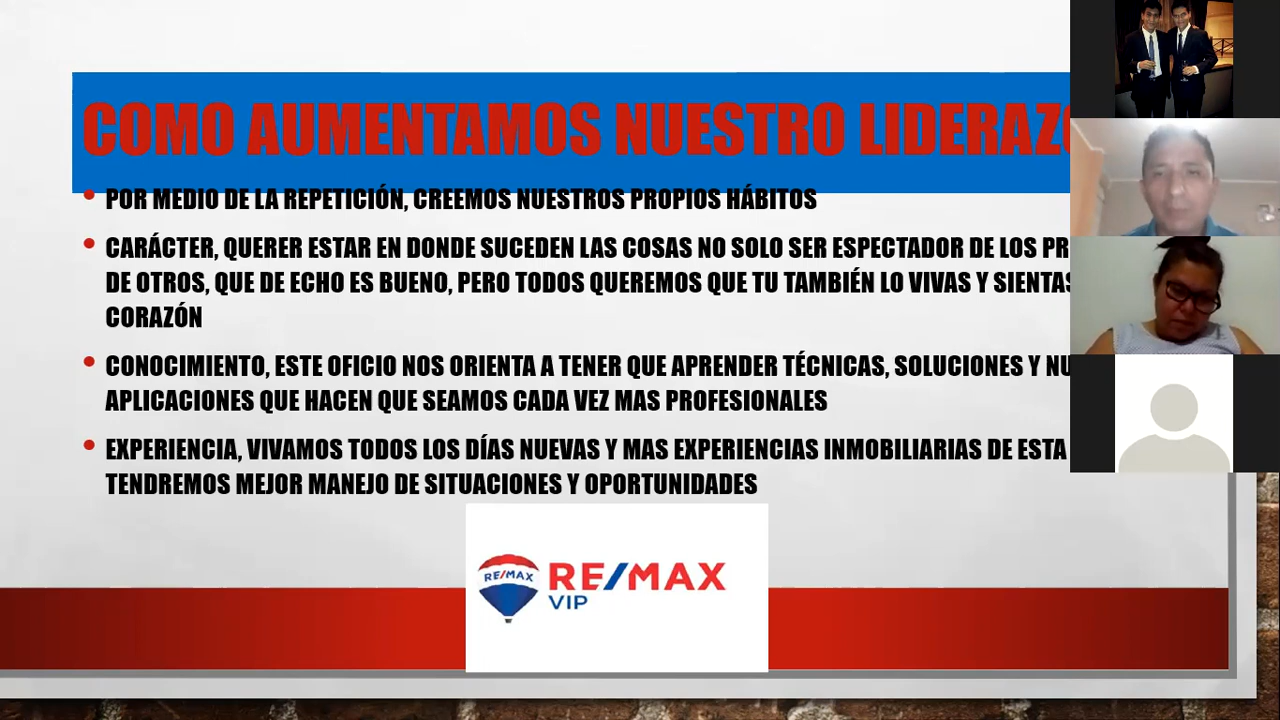 COMO AUMENTAMOS NUESTRO
• POR MEDIO DE LA REPETICIÓN, CREEMOS NUESTROS PROPIOS HÁBITOS
• CARÁCTER, QUERER ESTAR EN DONDE SUCEDEN LAS COSAS NO SOLO SER ESPECTADOR DE LOS
DE OTROS, QUE DE ECHO ES BUENO, PERO TODOS QUEREMOS QUE TU TAMBIÉN LO VIVAS Y
CORAZÓN
• CONOCIMIENTO, ESTE OFICIO NOS ORIENTA A TENER QUE APRENDER TÉCNICAS, SOLUCIONES Y
APLICACIONES QUE HACEN QUE SEAMOS CADA VEZ MAS PROFESIONALES
• EXPERIENCIA, VIVAMOS TODOS LOS DÍAS NUEVAS Y MAS EXPERIENCIAS INMOBILIARIAS DE ESTA
TENDREMOS MEJOR MANEJO DE SITUACIONES Y OPORTUNIDADES
RE/MAX
RE/MAX
VIP